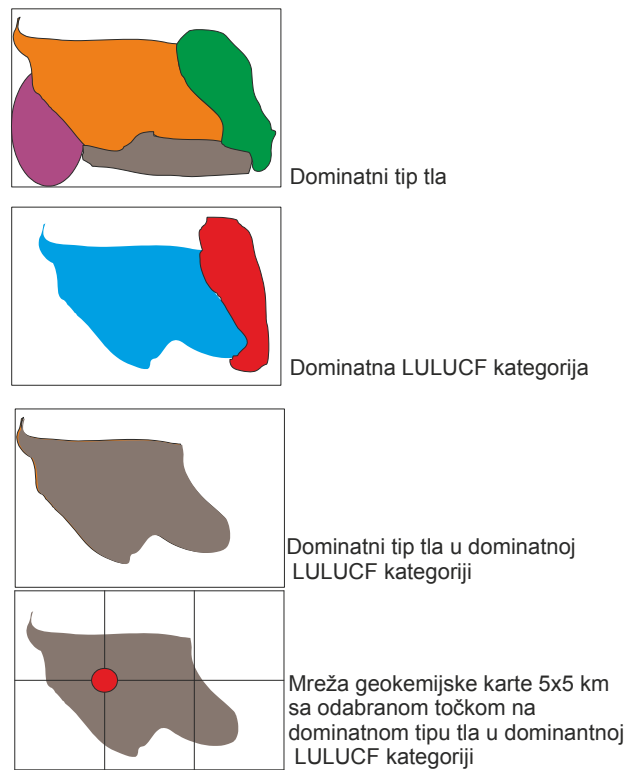 Dominatni tip tla
Dominatna LULUCF kategorija
Dominatni tip tla u dominatnoj
LULUCF kategoriji
Mreža geokemijske karte 5x5 km
sa odabranom točkom na
dominatnom tipu tla u dominantnoj
LULUCF kategoriji